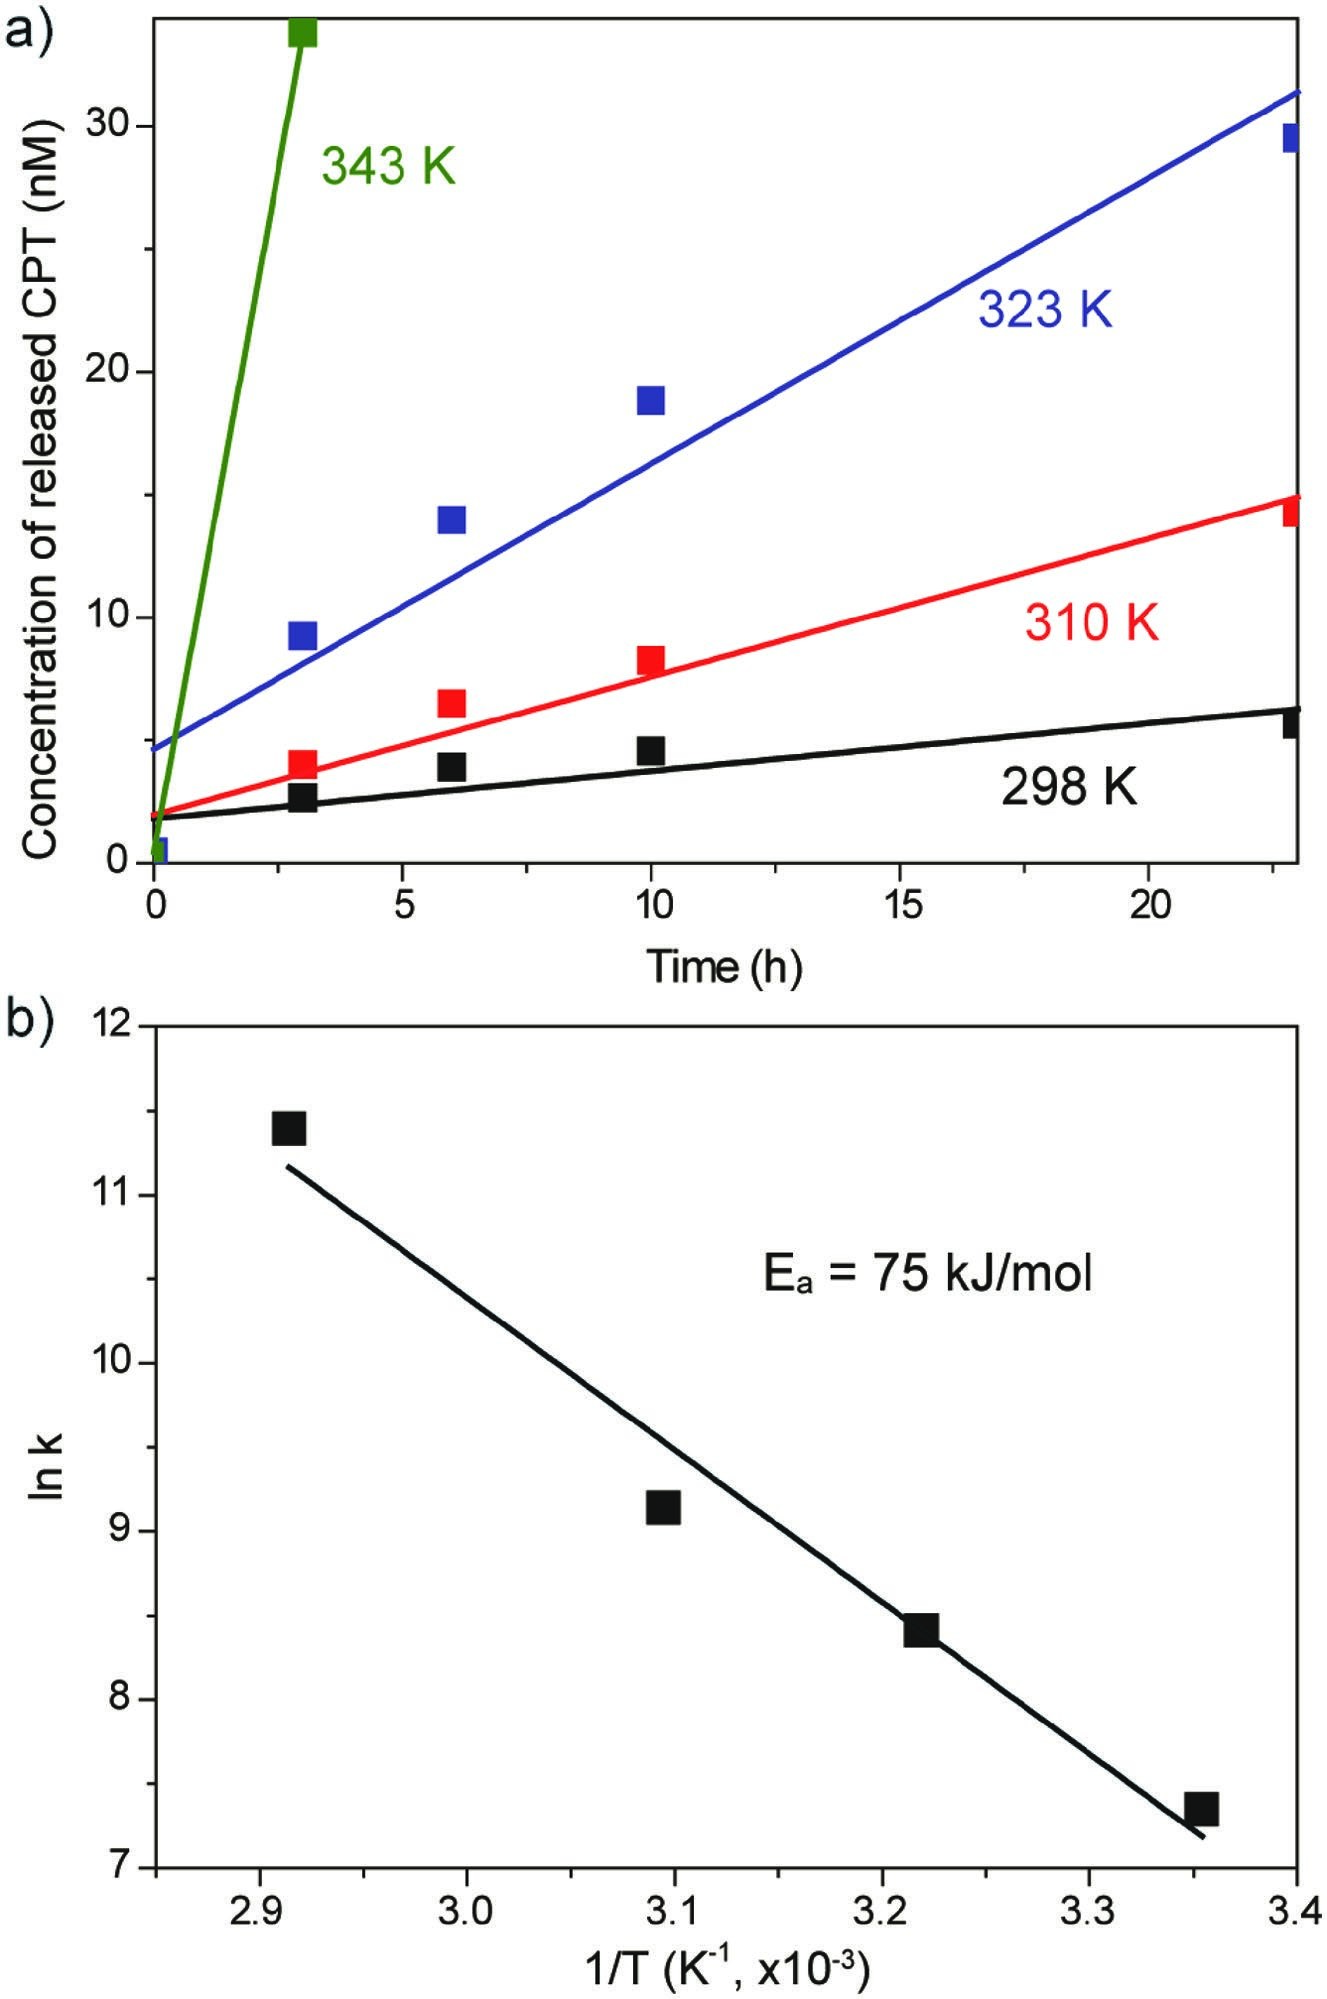 a)
Concentration of released CPT (nM)
30
20
10
0
343 K
323 K
310 K
298 K
0 5 10 15 20
Time (h)
b)
12
11
10
9
8
7
ln k
Eₐ = 75 kJ/mol
2.9 3.0 3.1 3.2 3.3 3.4
1/T (K⁻¹, x10⁻³)